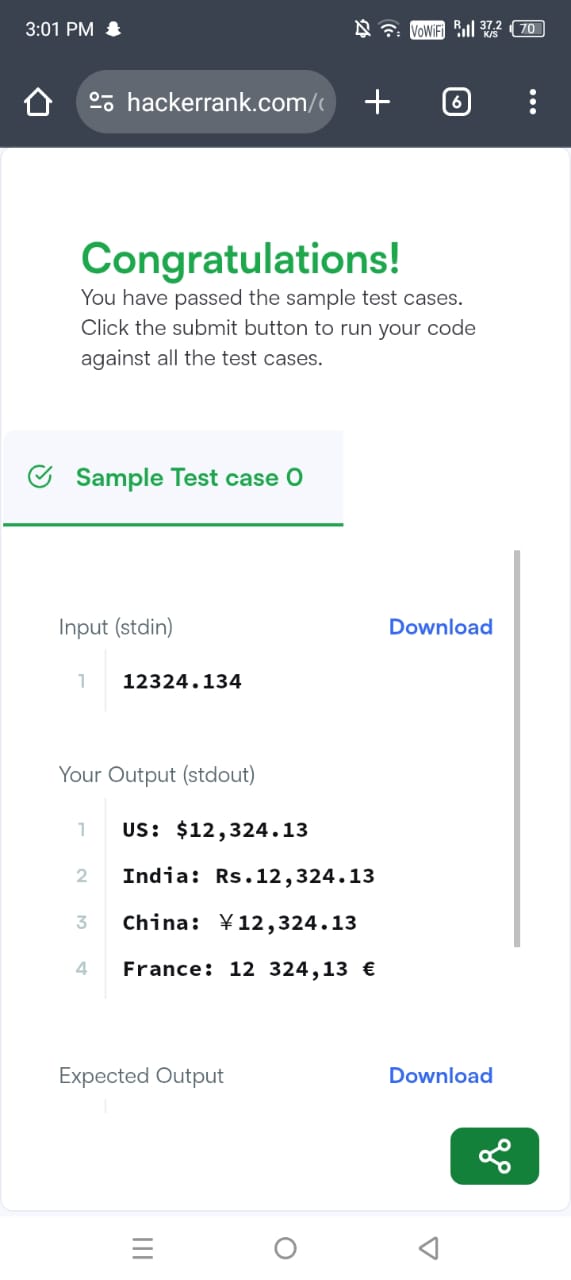 3:01 PM
VoWiFi R 37.2 K/S 70
hackerrank.com/
6
Congratulations!
You have passed the sample test cases.
Click the submit button to run your code
against all the test cases.
Sample Test case 0
Input (stdin) Download
1 12324.134
Your Output (stdout)
1 US: $12,324.13
2 India: Rs.12,324.13
3 China: ￥12,324.13
4 France: 12 324,13 €
Expected Output Download